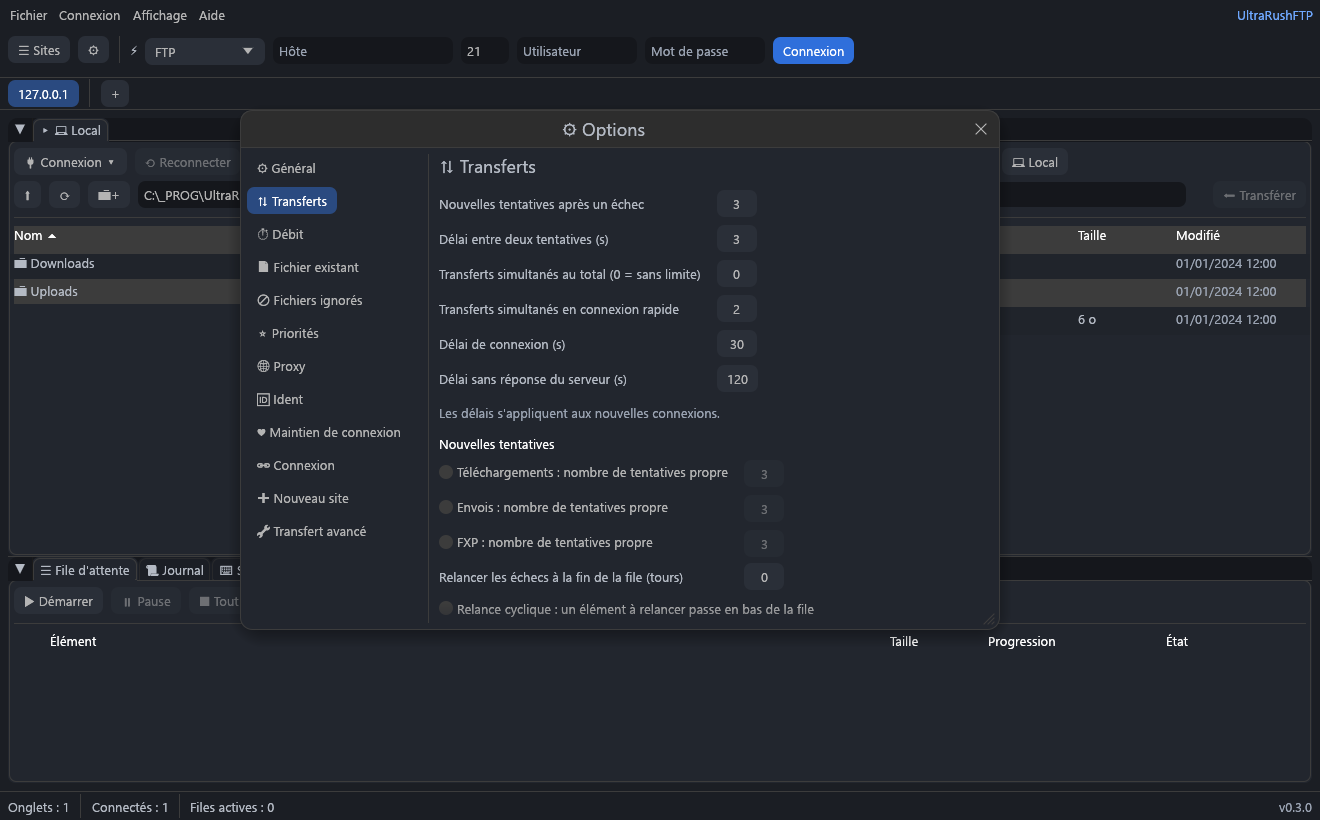 Fichier Connexion Affichage Aide UltraRushFTP
Sites FTP Hôte 21 Utilisateur Mot de passe Connexion
127.0.0.1 +
Local
Options
Connexion Reconnecter
Local
C:\_PROG\UltraR
Transférer
Nom Taille Modifié
Downloads 01/01/2024 12:00
Uploads 01/01/2024 12:00
6 o 01/01/2024 12:00
Général
Transferts
Débit
Fichier existant
Fichiers ignorés
Priorités
Proxy
ID Ident
Maintien de connexion
Connexion
Nouveau site
Transfert avancé
Transferts
Nouvelles tentatives après un échec 3
Délai entre deux tentatives (s) 3
Transferts simultanés au total (0 = sans limite) 0
Transferts simultanés en connexion rapide 2
Délai de connexion (s) 30
Délai sans réponse du serveur (s) 120
Les délais s'appliquent aux nouvelles connexions.
Nouvelles tentatives
Téléchargements : nombre de tentatives propre 3
Envois : nombre de tentatives propre 3
FXP : nombre de tentatives propre 3
Relancer les échecs à la fin de la file (tours) 0
Relance cyclique : un élément à relancer passe en bas de la file
File d'attente Journal S
Démarrer Pause Tout
Élément Taille Progression État
Onglets : 1 Connectés : 1 Files actives : 0 v0.3.0